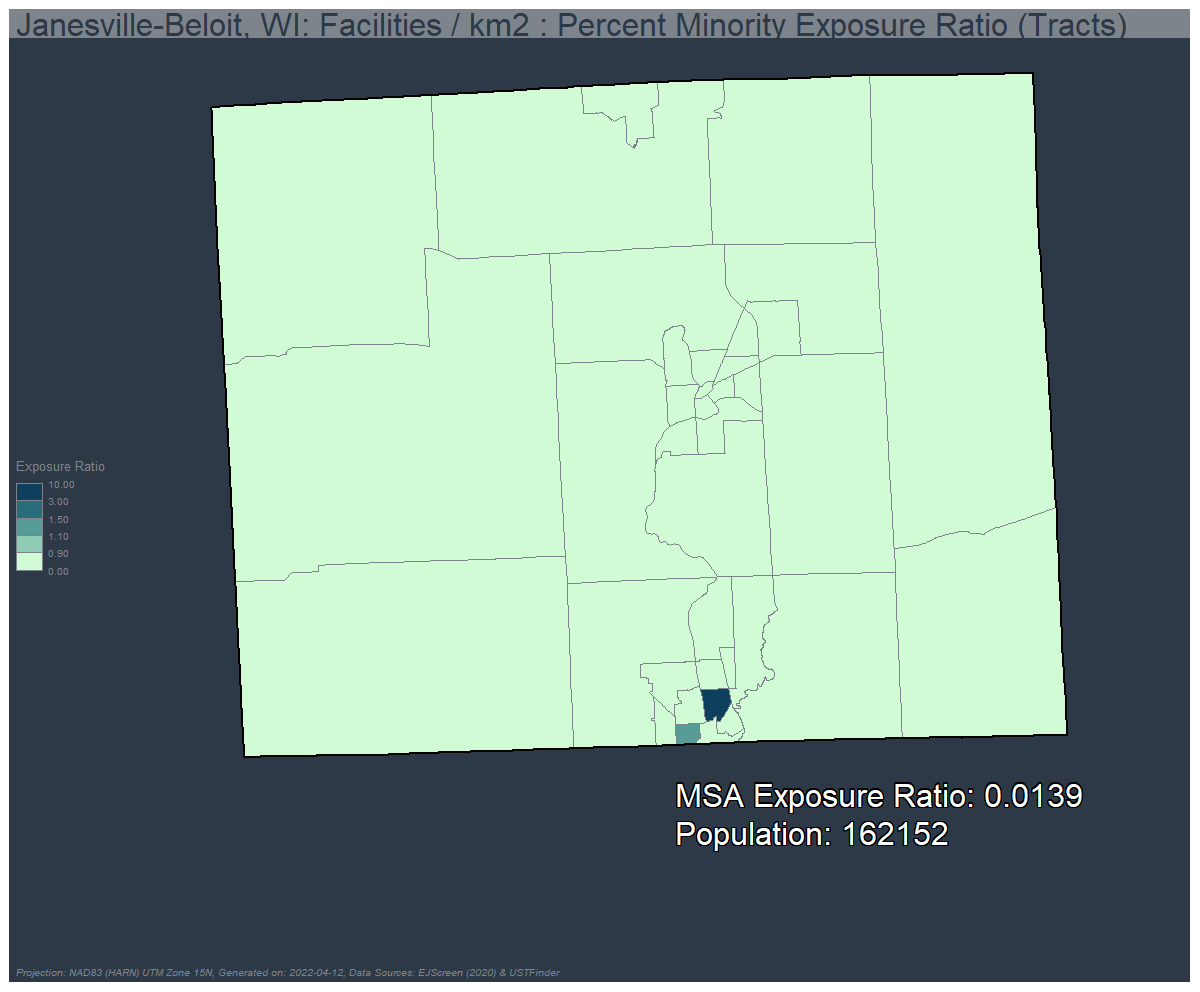 Janesville-Beloit, WI: Facilities / km2 : Percent Minority Exposure Ratio (Tracts)
Exposure Ratio
10.00
3.00
1.50
1.10
0.90
0.00
MSA Exposure Ratio: 0.0139
Population: 162152
Projection: NAD83 (HARN) UTM Zone 15N, Generated on: 2022-04-12, Data Sources: EJScreen (2020) & USTFinder